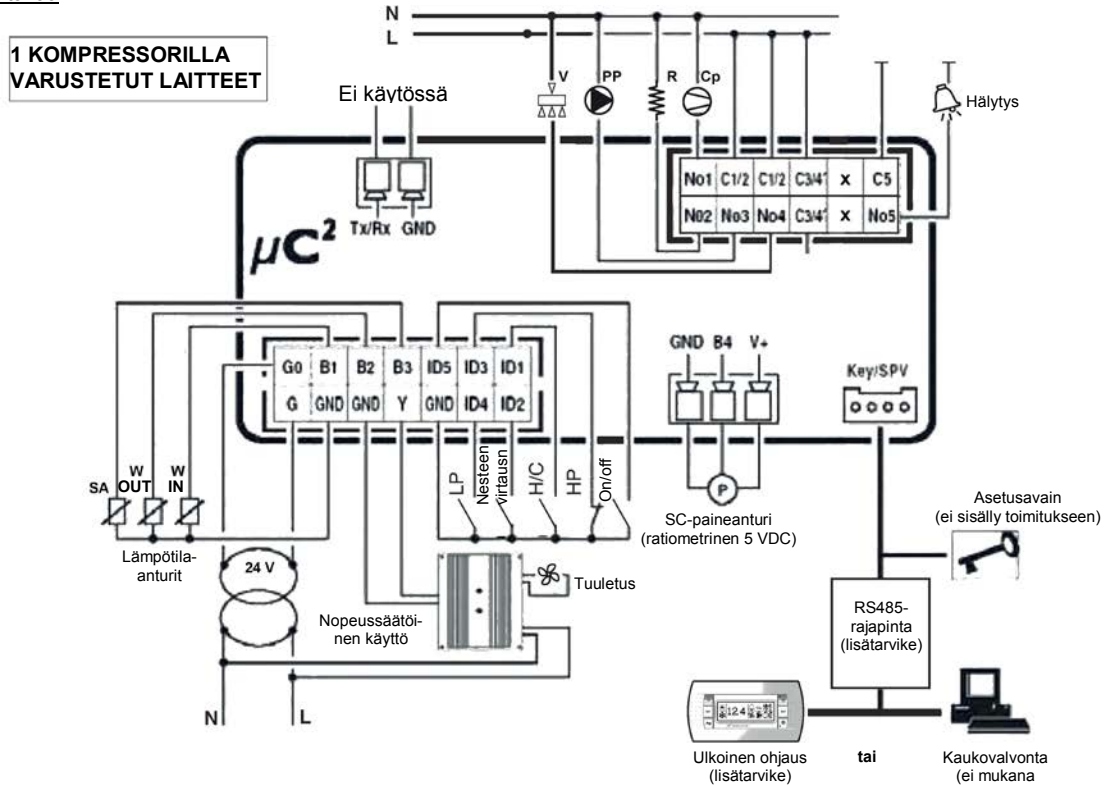 N
L
1 KOMPRESSORILLA
VARUSTETUT LAITTEET
V
PP
R
Cp
Ei käytössä
Hälytys
No1 C1/2 C1/2 C3/4 x C5
No2 No3 No4 C3/4 x No5
Tx/Rx GND
µC²
G0 B1 B2 B3 ID5 ID3 ID1
G GND GND Y GND ID4 ID2
GND B4 V+
Key/SPV
SA
W
OUT
W
IN
LP
Nesteen
virtausn
H/C
HP
On/off
P
SC-paineanturi
(ratiometrinen 5 VDC)
Asetusavain
(ei sisälly toimitukseen)
Lämpötila-
anturit
24 V
Tuuletus
Nopeussäätöi-
nen käyttö
RS485-
rajapinta
(lisätarvike)
N
L
12.4
Ulkoinen ohjaus
(lisätarvike)
tai
Kaukovalvonta
(ei mukana